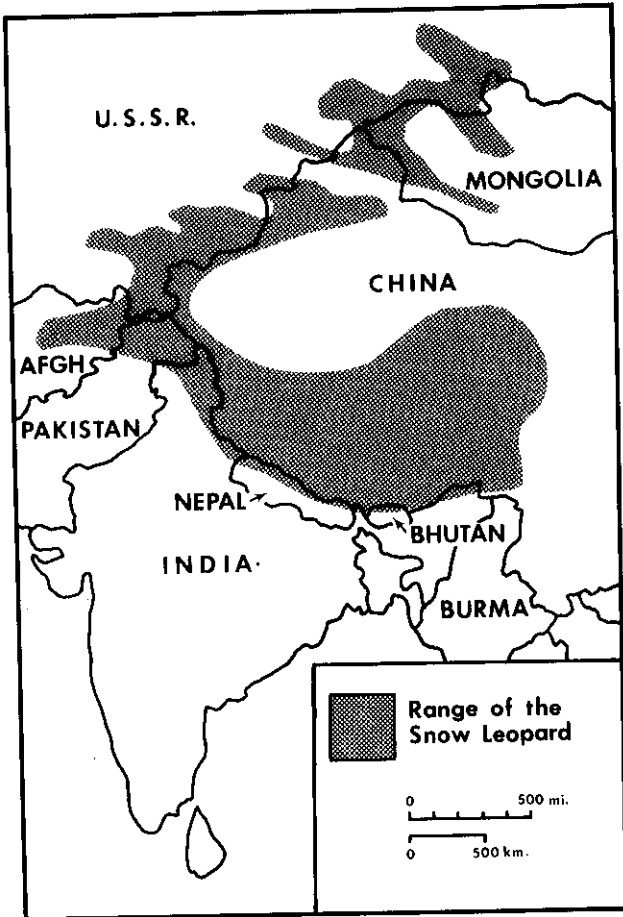 U.S.S.R.
MONGOLIA
CHINA
AFGH
PAKISTAN
NEPAL
BHUTAN
INDIA
BURMA
Range of the
Snow Leopard
0 500 mi.
0 500 km.